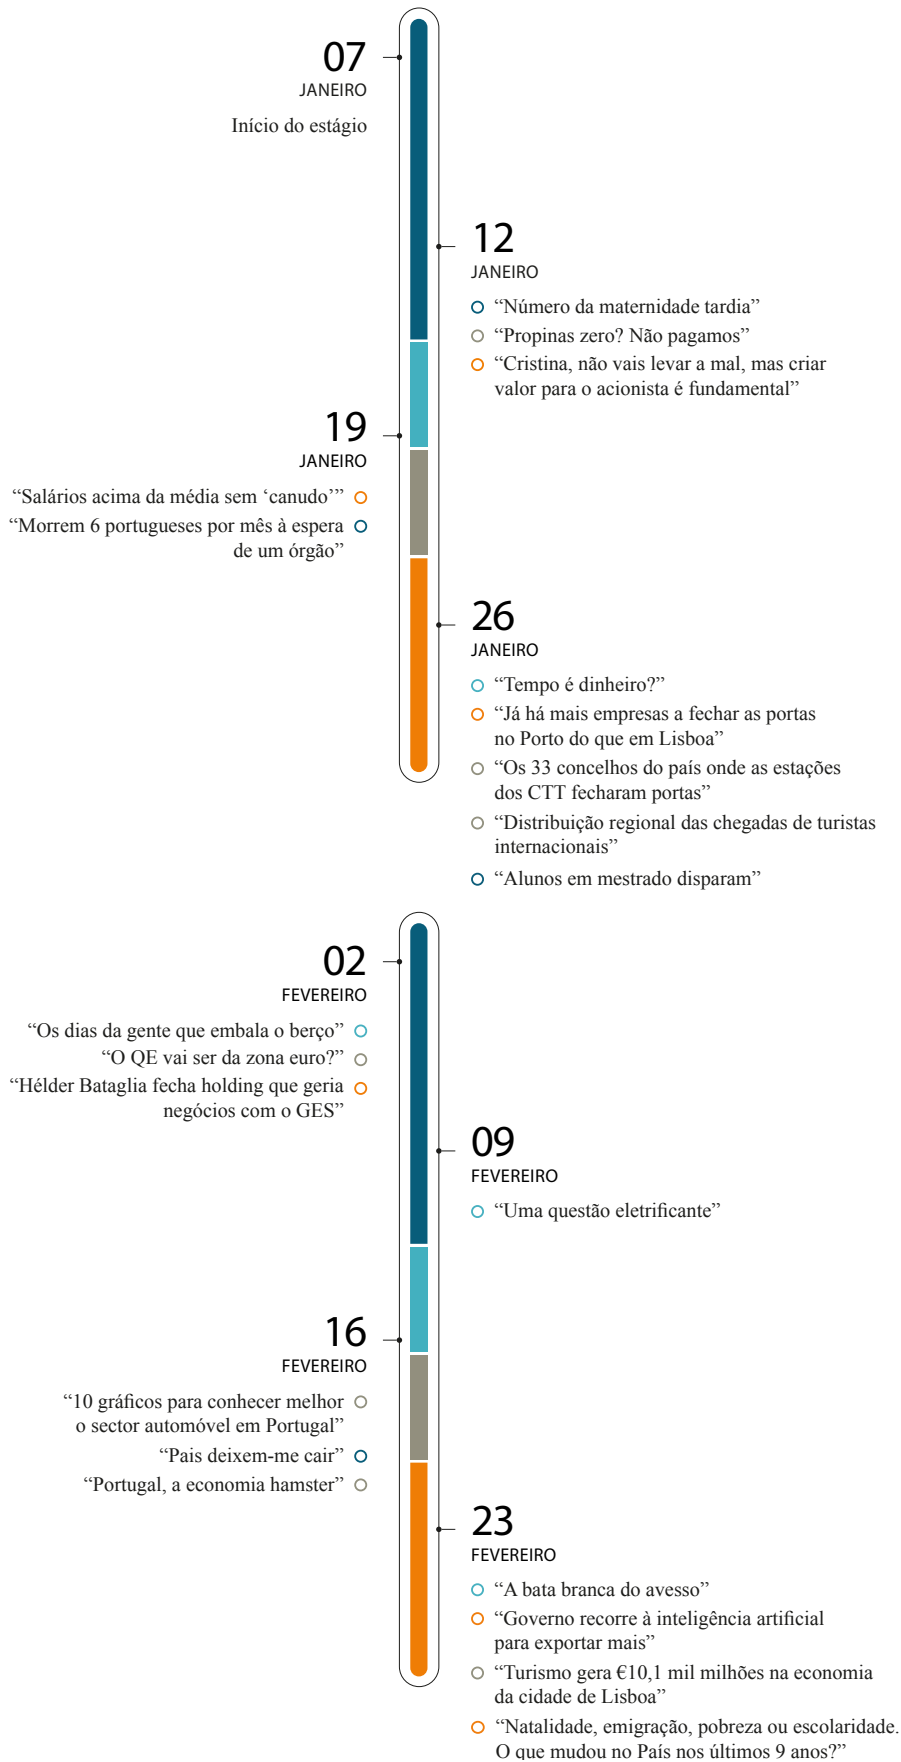 07
JANEIRO
Início do estágio
12
JANEIRO
“Número da maternidade tardia”
“Propinas zero? Não pagamos”
“Cristina, não vais levar a mal, mas criar
valor para o acionista é fundamental”
19
JANEIRO
“Salários acima da média sem ‘canudo’”
“Morrem 6 portugueses por mês à espera
de um órgão”
26
JANEIRO
“Tempo é dinheiro?”
“Já há mais empresas a fechar as portas
no Porto do que em Lisboa”
“Os 33 concelhos do país onde as estações
dos CTT fecharam portas”
“Distribuição regional das chegadas de turistas
internacionais”
“Alunos em mestrado disparam”
02
FEVEREIRO
“Os dias da gente que embala o berço”
“O QE vai ser da zona euro?”
“Hélder Bataglia fecha holding que geria
negócios com o GES”
09
FEVEREIRO
“Uma questão eletrificante”
16
FEVEREIRO
“10 gráficos para conhecer melhor
o sector automóvel em Portugal”
“Pais deixem-me cair”
“Portugal, a economia hamster”
23
FEVEREIRO
“A bata branca do avesso”
“Governo recorre à inteligência artificial
para exportar mais”
“Turismo gera €10,1 mil milhões na economia
da cidade de Lisboa”
“Natalidade, emigração, pobreza ou escolaridade.
O que mudou no País nos últimos 9 anos?”